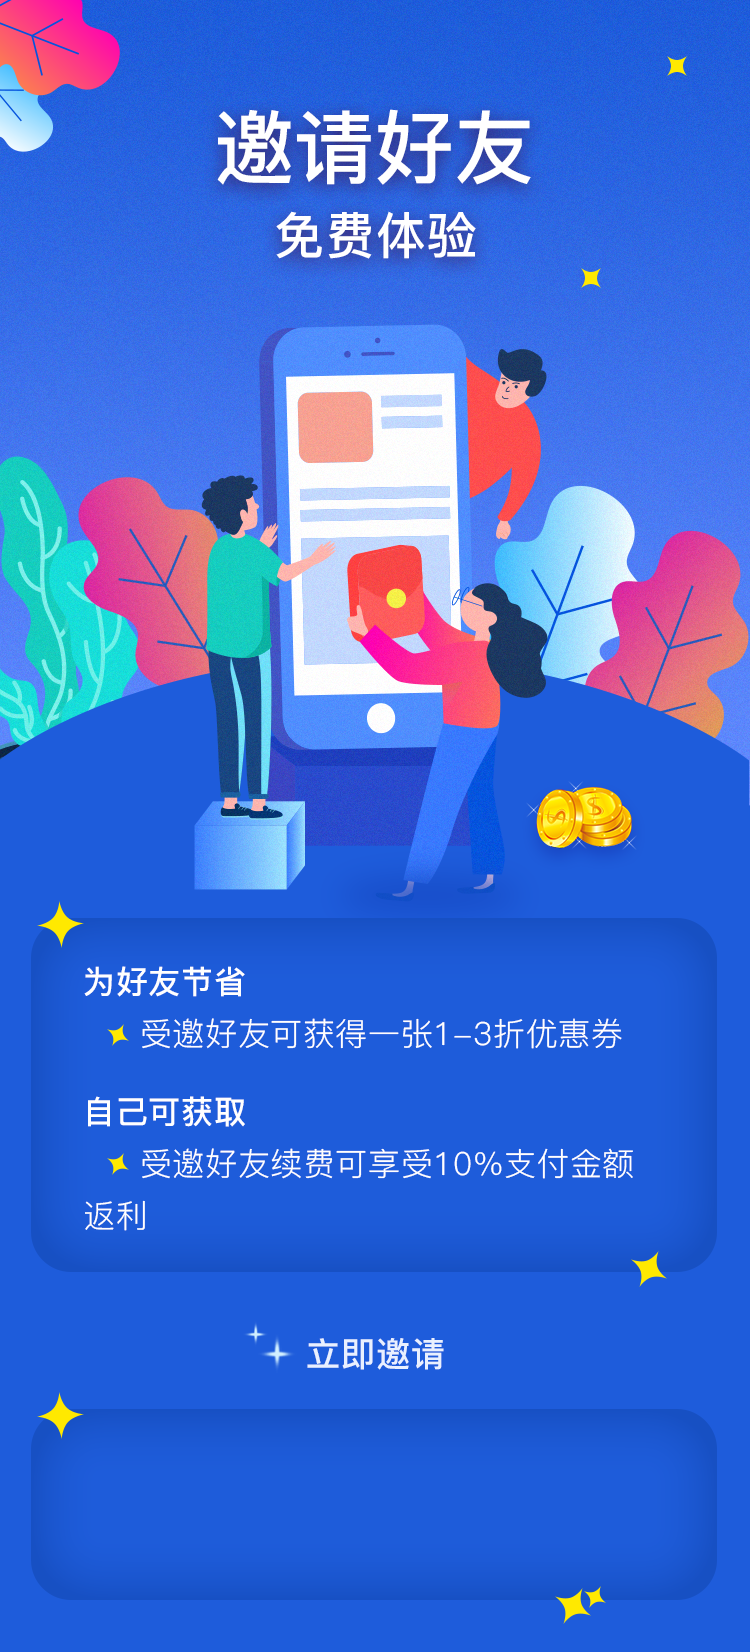 邀请好友
免费体验
为好友节省
受邀好友可获得一张1-3折优惠券
自己可获取
受邀好友续费可享受10%支付金额
返利
立即邀请